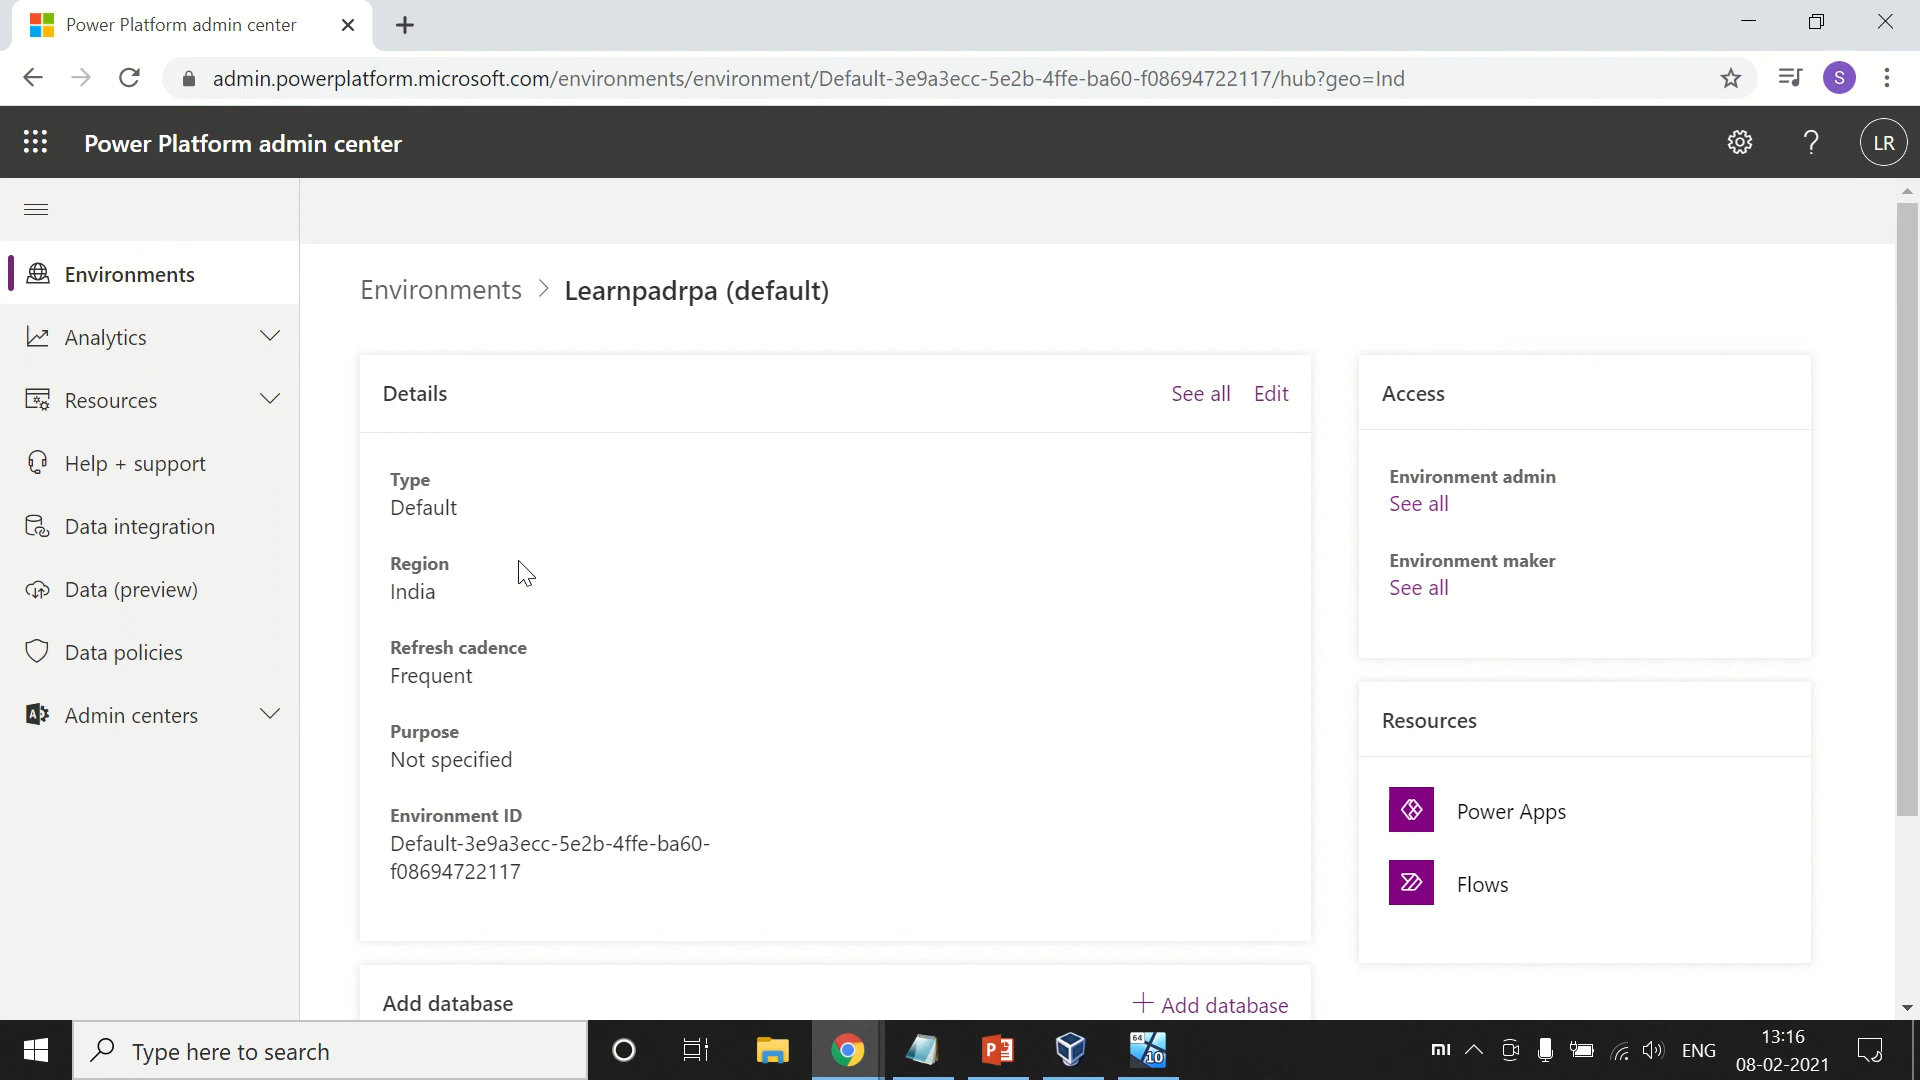 Power Platform admin center
admin.powerplatform.microsoft.com/environments/environment/Default-3e9a3ecc-5e2b-4ffe-ba60-f08694722117/hub?geo=Ind
S
Power Platform admin center
?
LR
Environments
Analytics
Resources
Help + support
Data integration
Data (preview)
Data policies
Admin centers
Environments > Learnpadrpa (default)
Details
See all
Edit
Type
Default
Region
India
Refresh cadence
Frequent
Purpose
Not specified
Environment ID
Default-3e9a3ecc-5e2b-4ffe-ba60-
f08694722117
Add database
+ Add database
Access
Environment admin
See all
Environment maker
See all
Resources
Power Apps
Flows
Type here to search
64
10
mi
ENG
13:16
08-02-2021